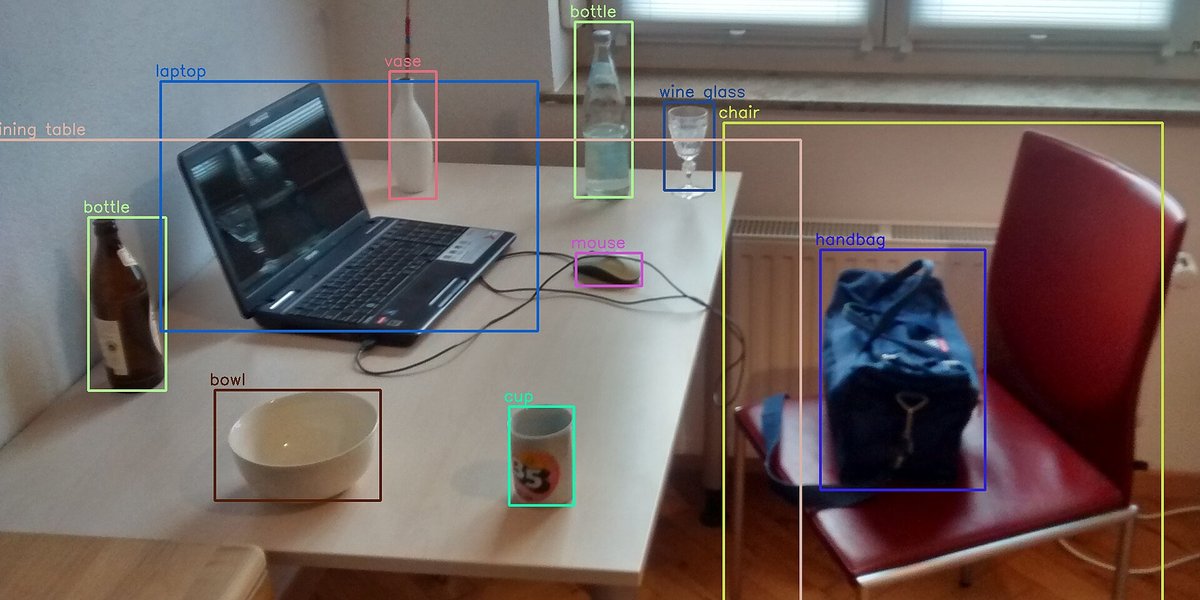 bottle
vase
laptop
wine glass
chair
ining table
bottle
handbag
mouse
bowl
cup
35